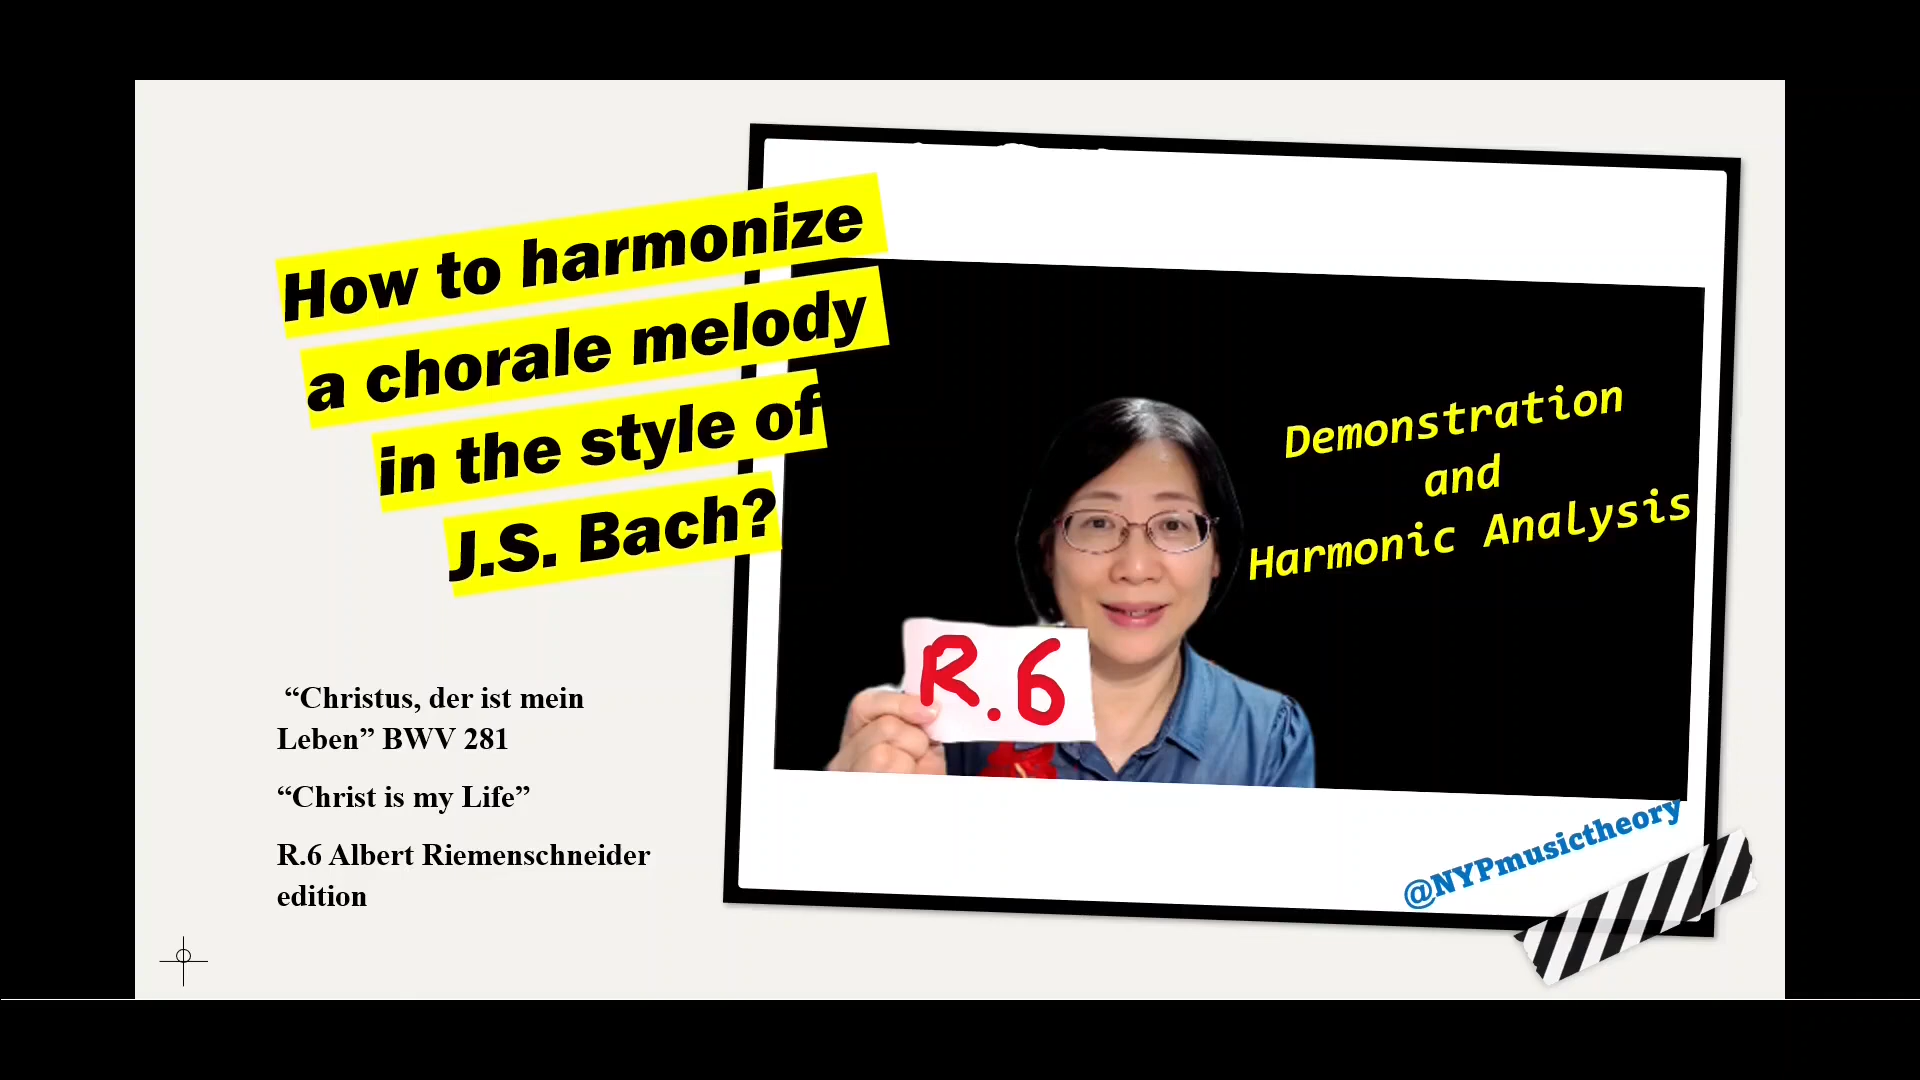 How to harmonize
a chorale melody
in the style of
J.S. Bach?
Demonstration
and
Harmonic Analysis
R.6
“Christus, der ist mein
Leben” BWV 281
“Christ is my Life”
R.6 Albert Riemenschneider
edition
@NYPmusictheory